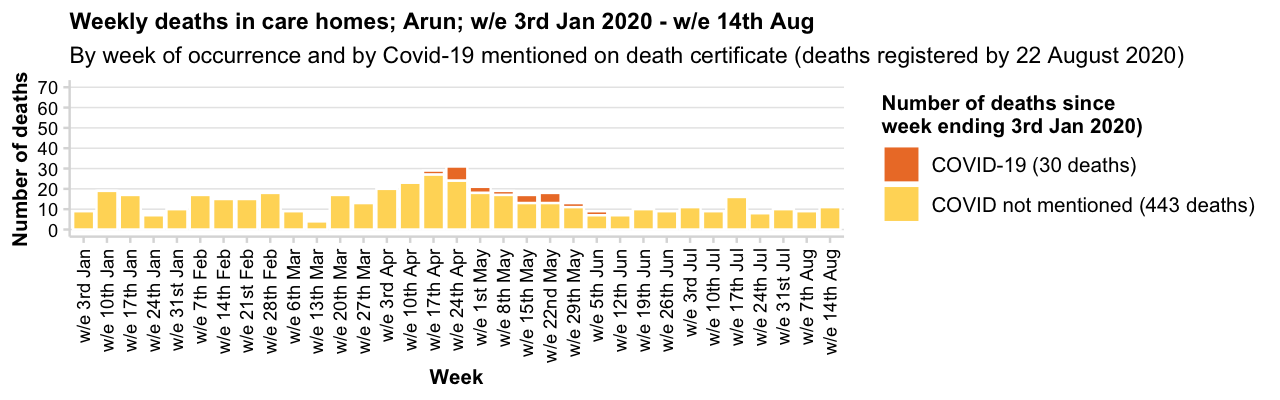 Weekly deaths in care homes; Arun; w/e 3rd Jan 2020 - w/e 14th Aug
By week of occurrence and by Covid-19 mentioned on death certificate (deaths registered by 22 August 2020)
Number of deaths
70
60
50
40
30
20
10
0
w/e 3rd Jan
w/e 10th Jan
w/e 17th Jan
w/e 24th Jan
w/e 31st Jan
w/e 7th Feb
w/e 14th Feb
w/e 21st Feb
w/e 28th Feb
w/e 6th Mar
w/e 13th Mar
w/e 20th Mar
w/e 27th Mar
w/e 3rd Apr
w/e 10th Apr
w/e 17th Apr
w/e 24th Apr
w/e 1st May
w/e 8th May
w/e 15th May
w/e 22nd May
w/e 29th May
w/e 5th Jun
w/e 12th Jun
w/e 19th Jun
w/e 26th Jun
w/e 3rd Jul
w/e 10th Jul
w/e 17th Jul
w/e 24th Jul
w/e 31st Jul
w/e 7th Aug
w/e 14th Aug
Week
Number of deaths since
week ending 3rd Jan 2020)
COVID-19 (30 deaths)
COVID not mentioned (443 deaths)